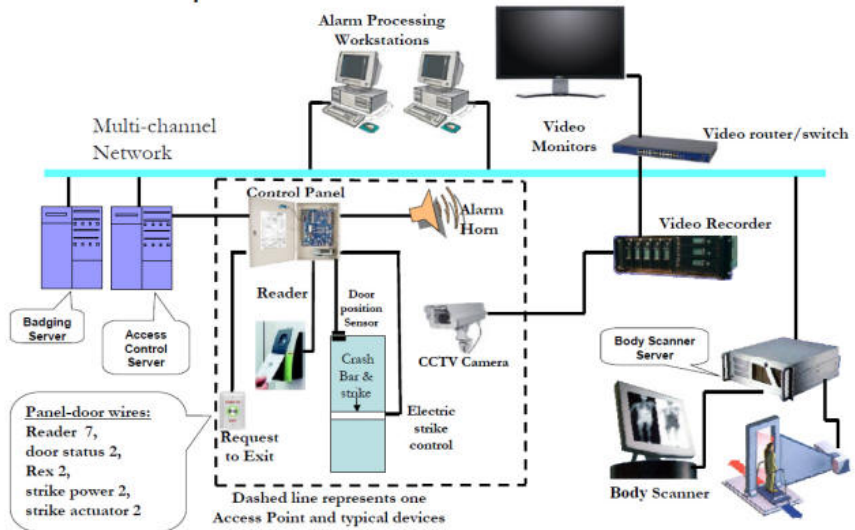 Alarm Processing
Workstations
Multi-channel
Network
Video
Monitors
Video router/switch
Control Panel
Alarm
Horn
Video Recorder
Reader
Door
position
Sensor
Badging
Server
Access
Control
Server
CCTV Camera
Body Scanner
Server
Crash
Bar &
strike
Panel-door wires:
Reader 7,
door status 2,
Rex 2,
strike power 2,
strike actuator 2
Request
to Exit
Electric
strike
control
Body Scanner
Dashed line represents one
Access Point and typical devices